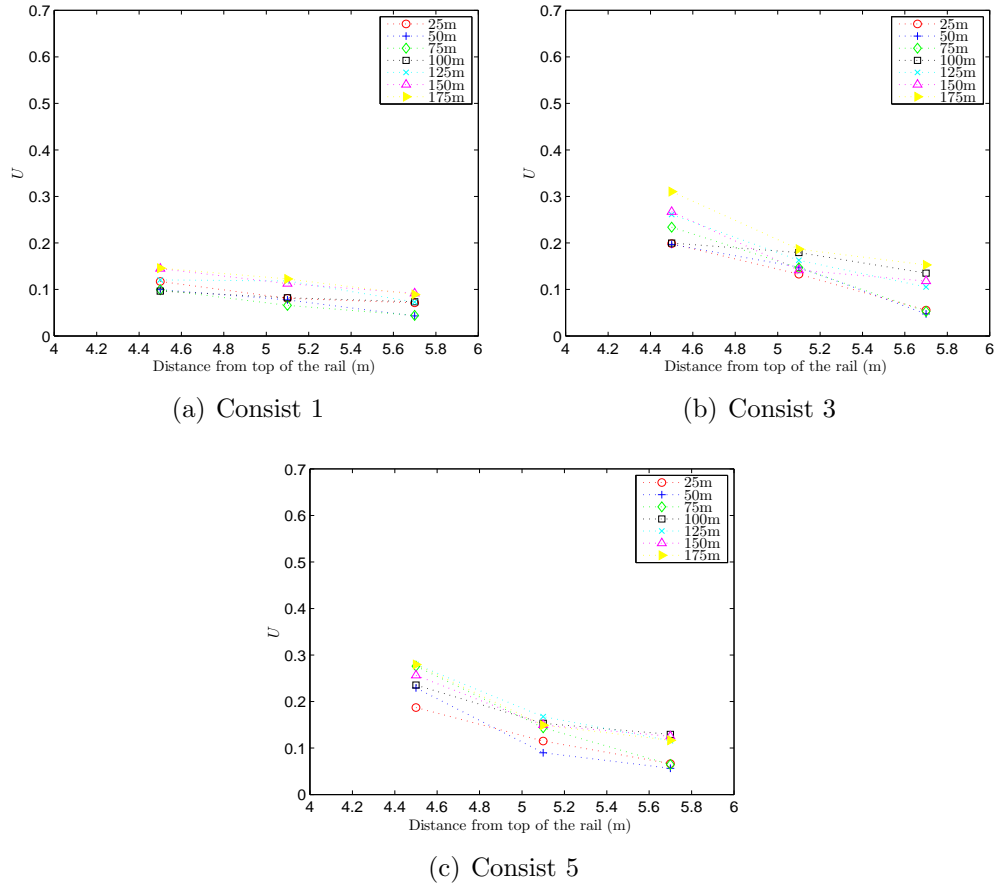 0.7
0.6
0.5
0.4
0.3
0.2
0.1
0
U
4 4.2 4.4 4.6 4.8 5 5.2 5.4 5.6 5.8 6
Distance from top of the rail (m)
25m
50m
75m
100m
125m
150m
175m
(a) Consist 1
0.7
0.6
0.5
0.4
0.3
0.2
0.1
0
U
4 4.2 4.4 4.6 4.8 5 5.2 5.4 5.6 5.8 6
Distance from top of the rail (m)
25m
50m
75m
100m
125m
150m
175m
(b) Consist 3
0.7
0.6
0.5
0.4
0.3
0.2
0.1
0
U
4 4.2 4.4 4.6 4.8 5 5.2 5.4 5.6 5.8 6
Distance from top of the rail (m)
25m
50m
75m
100m
125m
150m
175m
(c) Consist 5